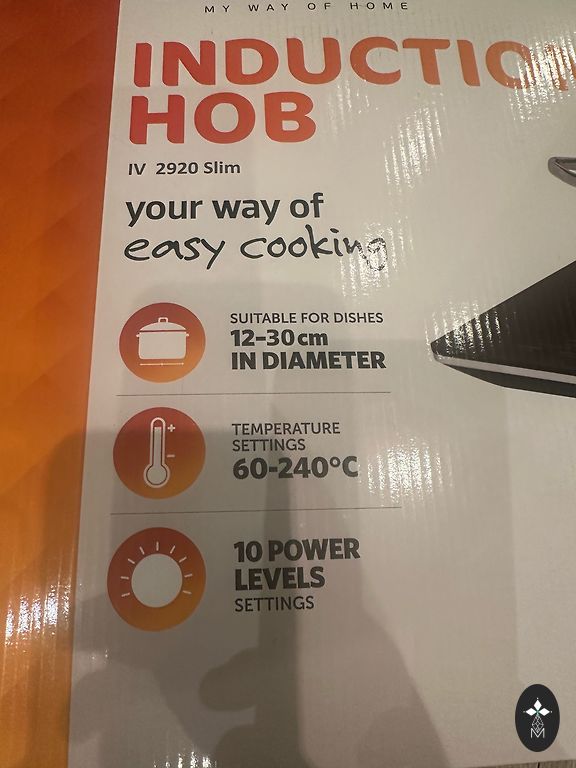 MY WAY OF HOME
INDUCTION
HOB
IV 2920 Slim
your way of
easy cooking
SUITABLE FOR DISHES
12-30cm
IN DIAMETER
TEMPERATURE
SETTINGS
60-240°C
10 POWER
LEVELS
SETTINGS
M